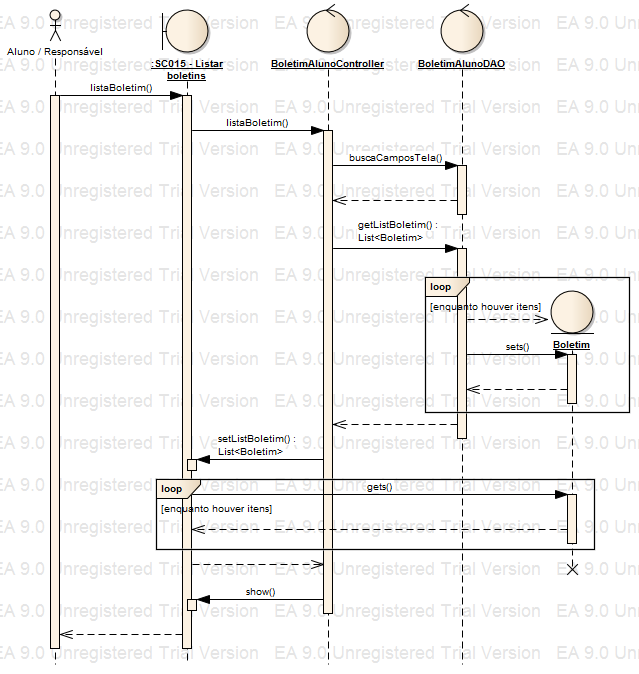 EA 9.0 Unregistered Trial Version
Aluno / Responsável
:SC015 - Listar
boletins
BoletimAlunoController
BoletimAlunoDAO
listaBoletim()
listaBoletim()
buscaCamposTela()
getListBoletim() :
List<Boletim>
loop
[enquanto houver itens]
Boletim
sets()
setListBoletim() :
List<Boletim>
loop
gets()
[enquanto houver itens]
show()